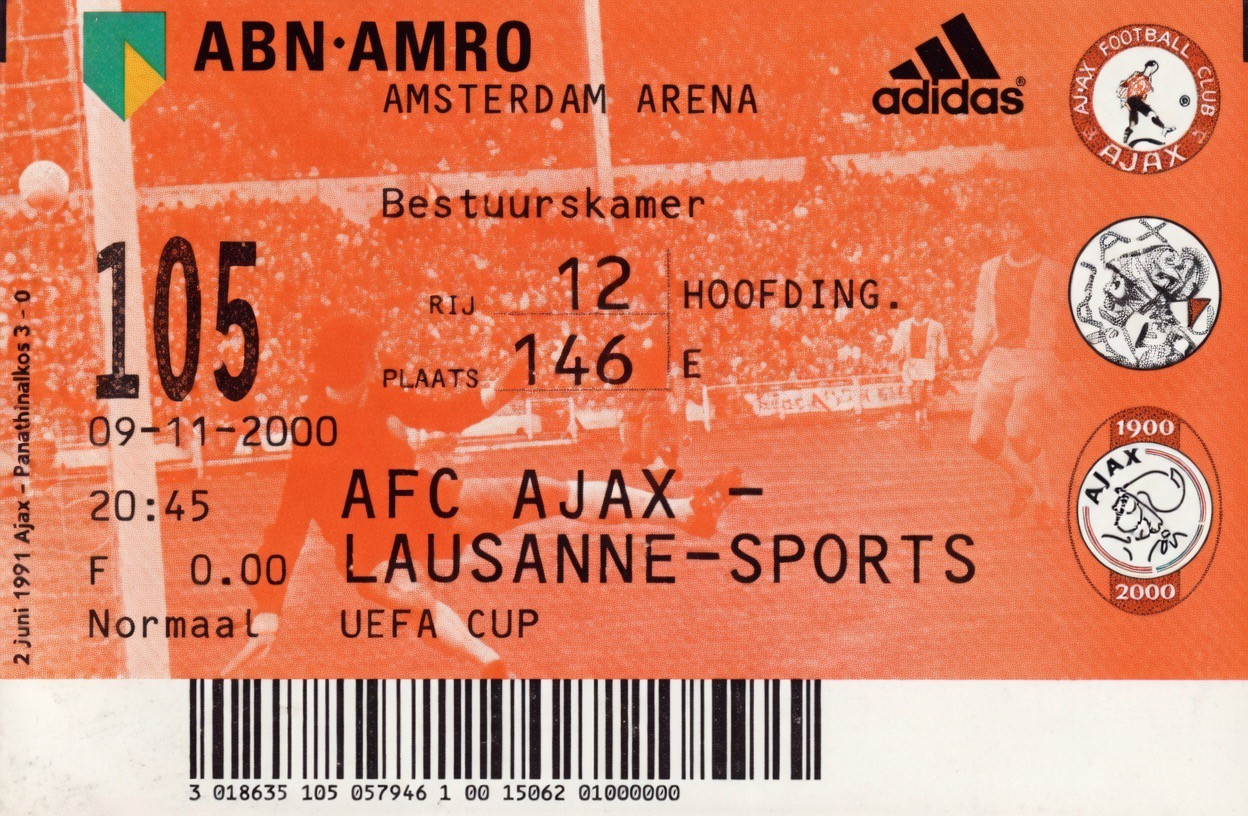 ABN·AMRO
AMSTERDAM ARENA
adidas®
AJAX FOOTBALL CLUB
AJAX
®
Bestuurskamer
105
RIJ 12 HOOFDING.
PLAATS 146 E
AJAX
09-11-2000
20:45
AFC AJAX -
LAUSANNE-SPORTS
F 0.00
Normaal UEFA CUP
1900
AJAX
2000
2 juni 1991 Ajax – Panathinalkos 3 - 0
3 018635 105 057946 1 00 15062 01000000